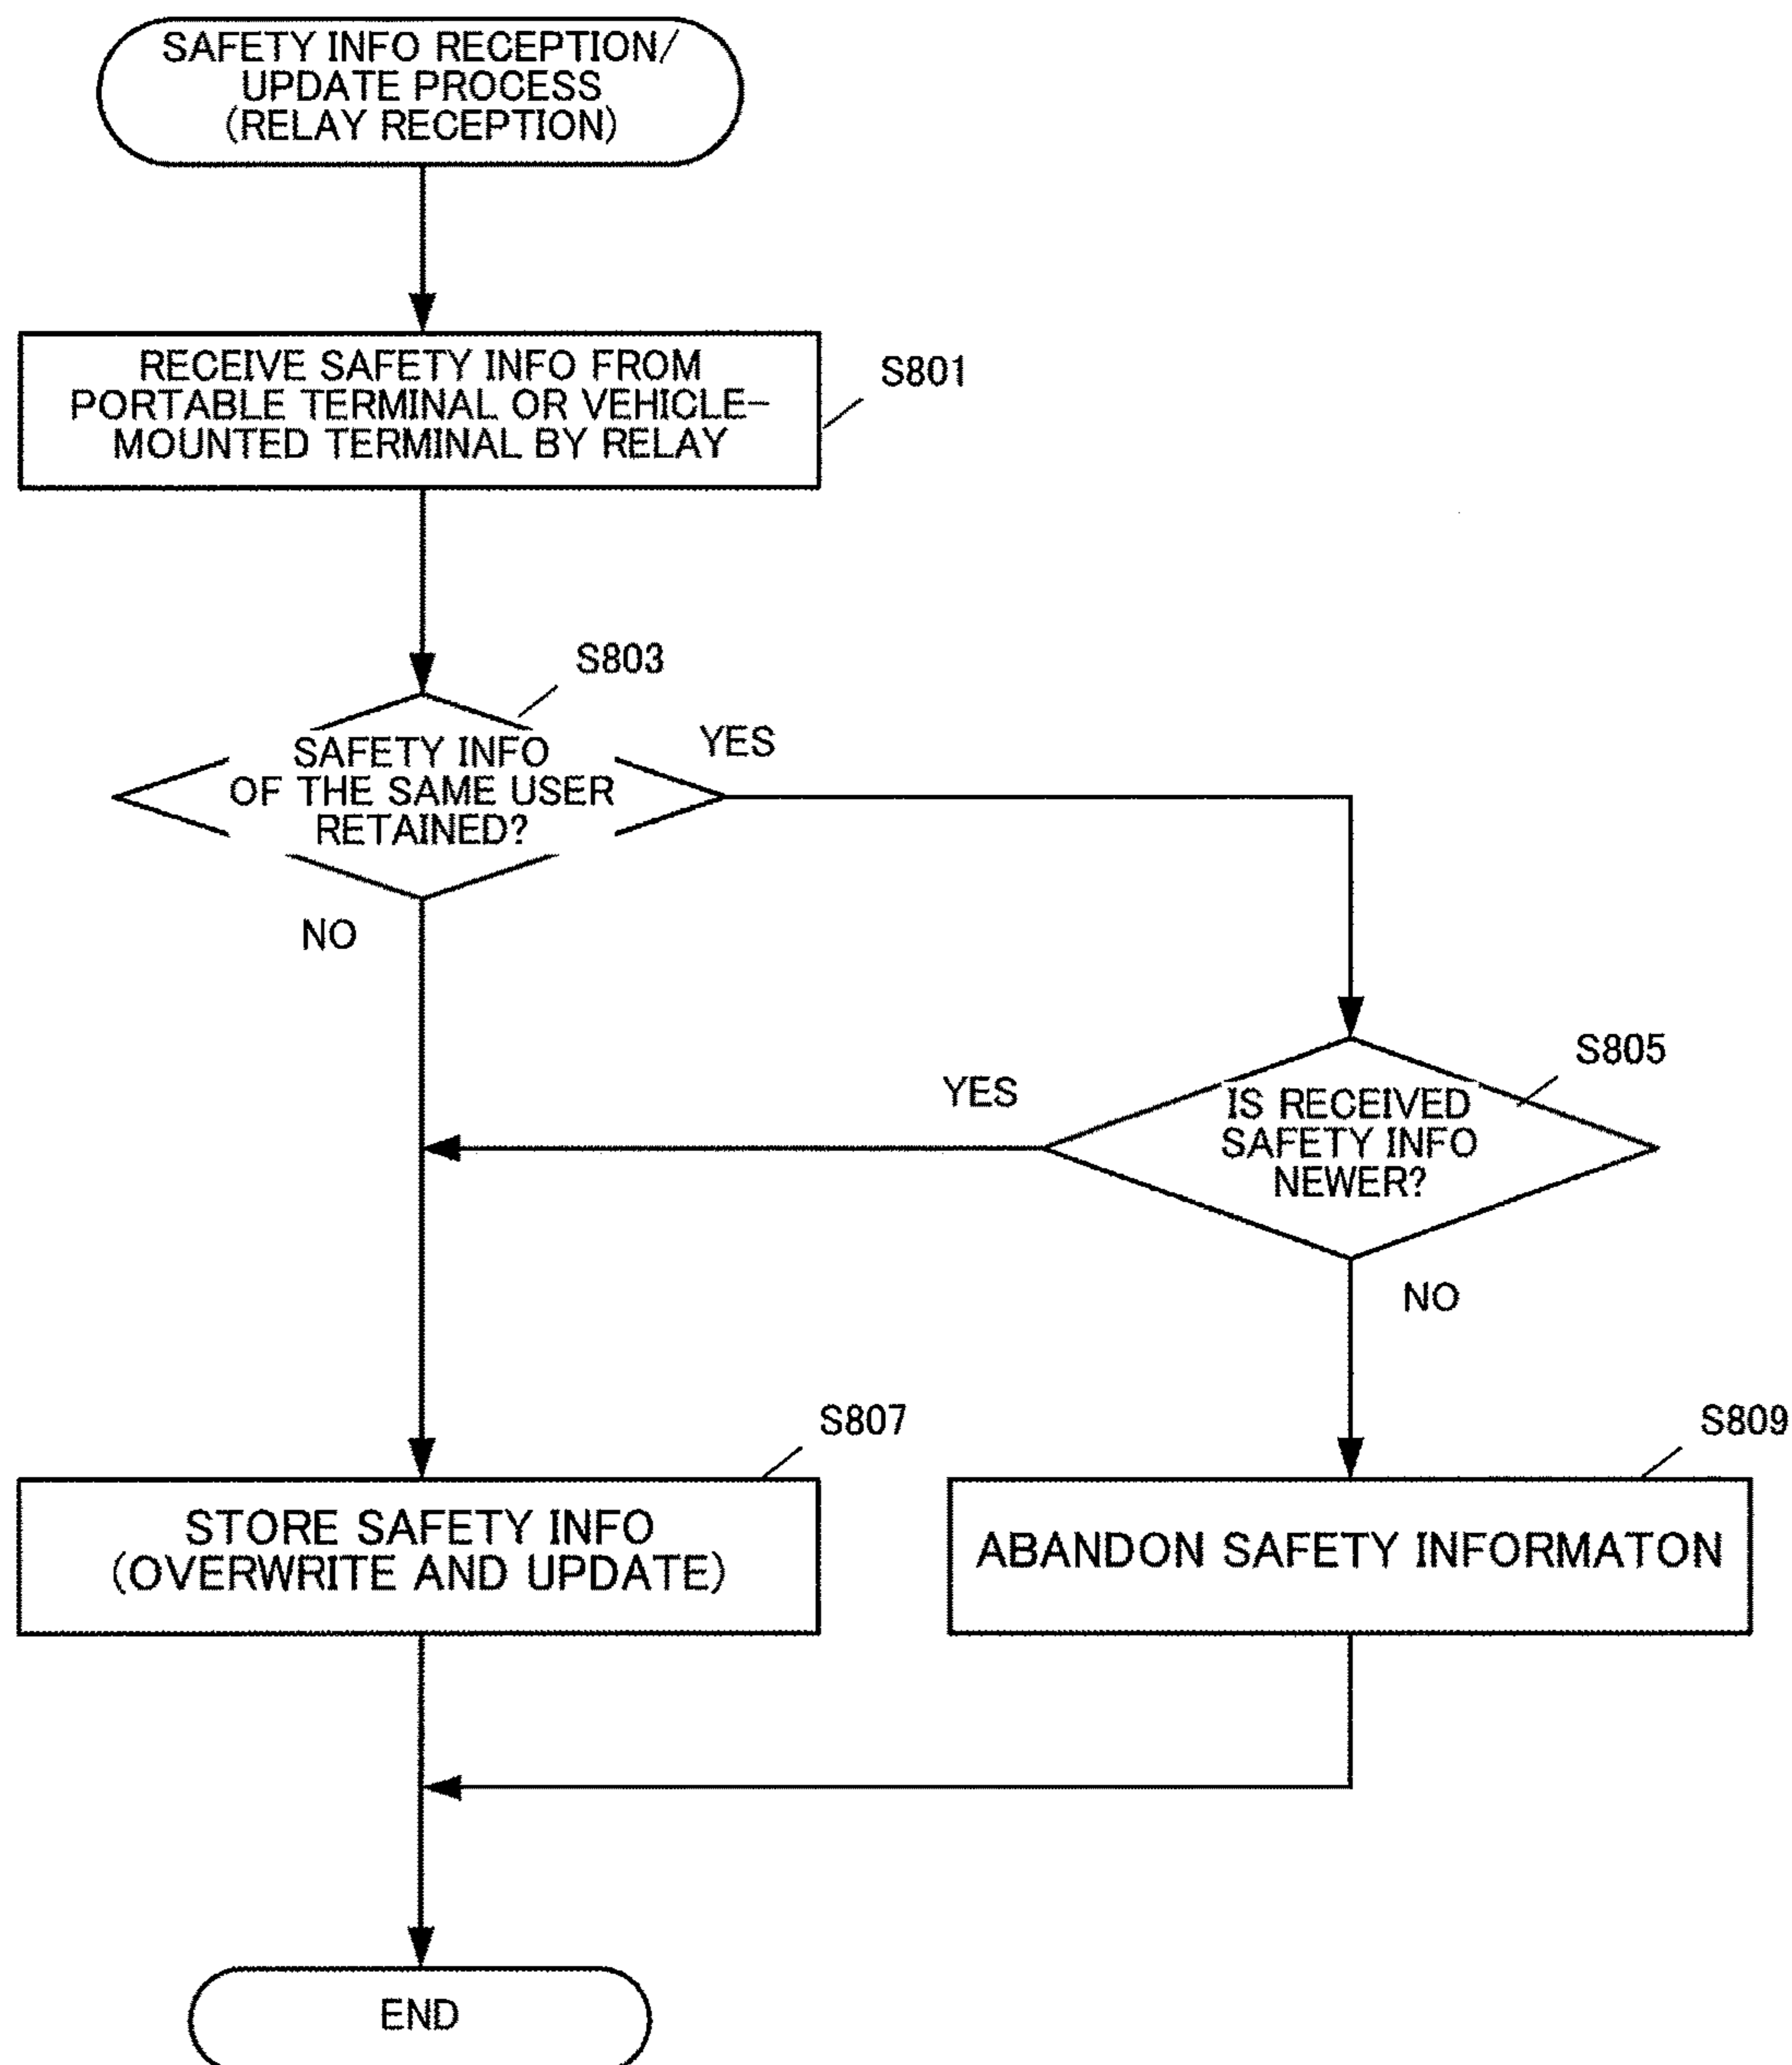 SAFETY INFO RECEPTION/
UPDATE PROCESS
(RELAY RECEPTION)
RECEIVE SAFETY INFO FROM
PORTABLE TERMINAL OR VEHICLE-
MOUNTED TERMINAL BY RELAY
S801
S803
SAFETY INFO
OF THE SAME USER
RETAINED?
YES
NO
S805
IS RECEIVED
SAFETY INFO
NEWER?
YES
NO
S807
STORE SAFETY INFO
(OVERWRITE AND UPDATE)
S809
ABANDON SAFETY INFORMATON
END